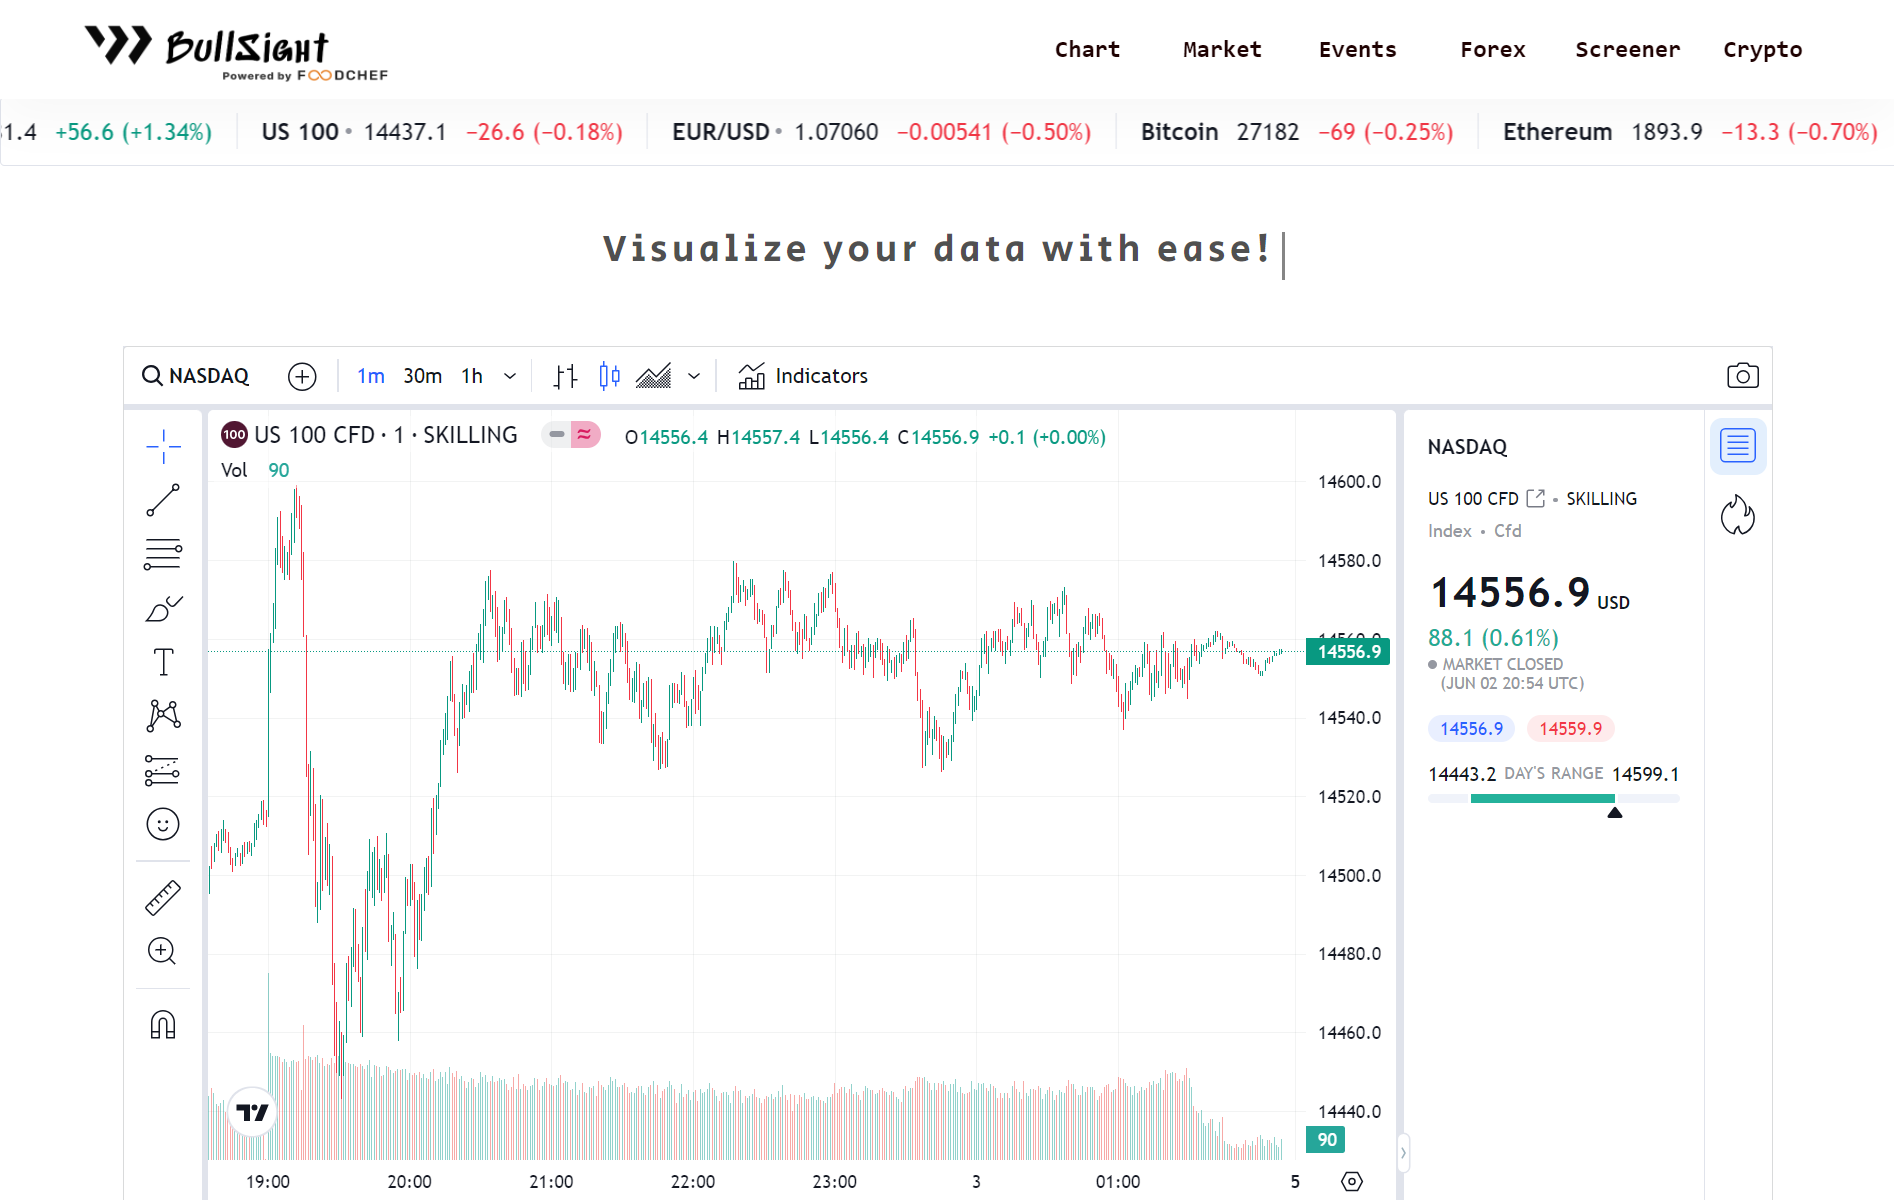 BullSight
Powered by FOODCHEF
Chart Market Events Forex Screener Crypto
1.4 +56.6 (+1.34%) US 100 • 14437.1 −26.6 (−0.18%) EUR/USD • 1.07060 −0.00541 (−0.50%) Bitcoin 27182 −69 (−0.25%) Ethereum 1893.9 −13.3 (−0.70%)
Visualize your data with ease!
NASDAQ 1m 30m 1h Indicators
100 US 100 CFD · 1 · SKILLING O14556.4 H14557.4 L14556.4 C14556.9 +0.1 (+0.00%)
Vol 90
14600.0
14580.0
14560.0
14556.9
14540.0
14520.0
14500.0
14480.0
14460.0
14440.0
90
19:00 20:00 21:00 22:00 23:00 3 01:00 5
NASDAQ
US 100 CFD • SKILLING
Index • Cfd
14556.9 USD
88.1 (0.61%)
MARKET CLOSED
(JUN 02 20:54 UTC)
14556.9 14559.9
14443.2 DAY'S RANGE 14599.1